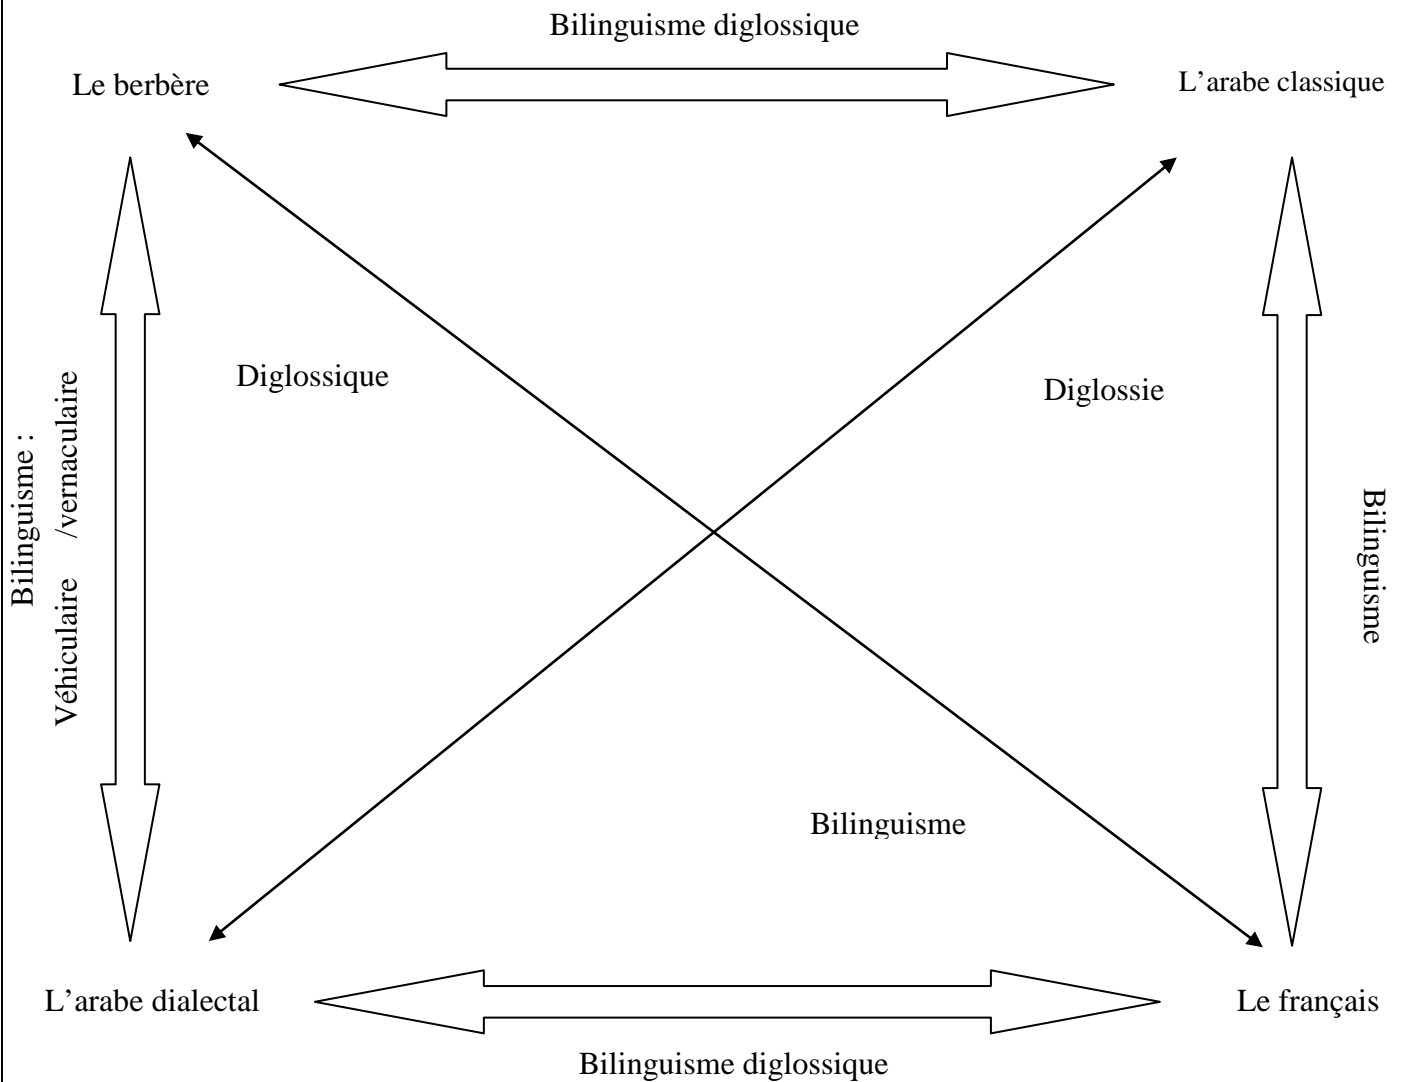 Bilinguisme diglossique
Le berbère
L’arabe classique
Diglossique
Diglossie
Bilinguisme :
Véhiculaire /vernaculaire
Bilinguisme
Bilinguisme
L’arabe dialectal
Le français
Bilinguisme diglossique